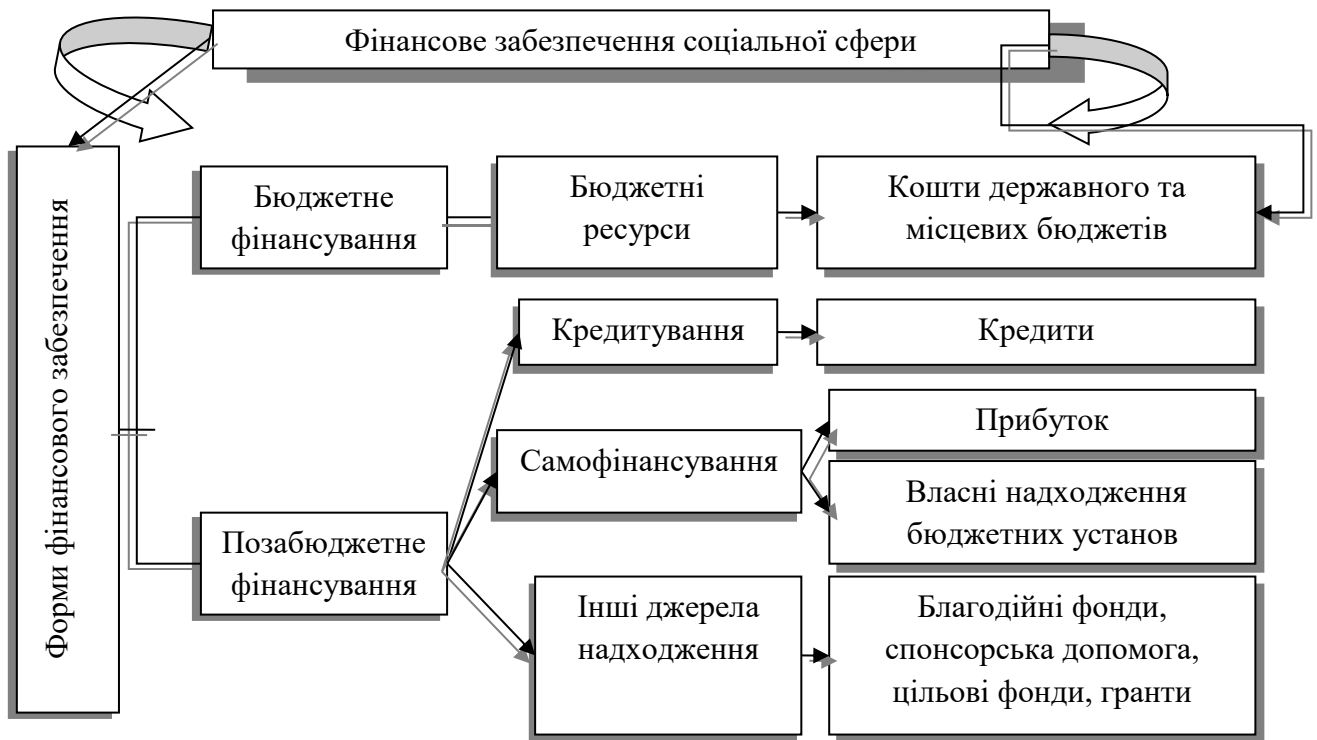 Фінансове забезпечення соціальної сфери
Форми фінансового забезпечення
Бюджетне
фінансування
Бюджетні
ресурси
Кошти державного та
місцевих бюджетів
Кредитування
Кредити
Самофінансування
Прибуток
Власні надходження
бюджетних установ
Позабюджетне
фінансування
Інші джерела
надходження
Благодійні фонди,
спонсорська допомога,
цільові фонди, гранти